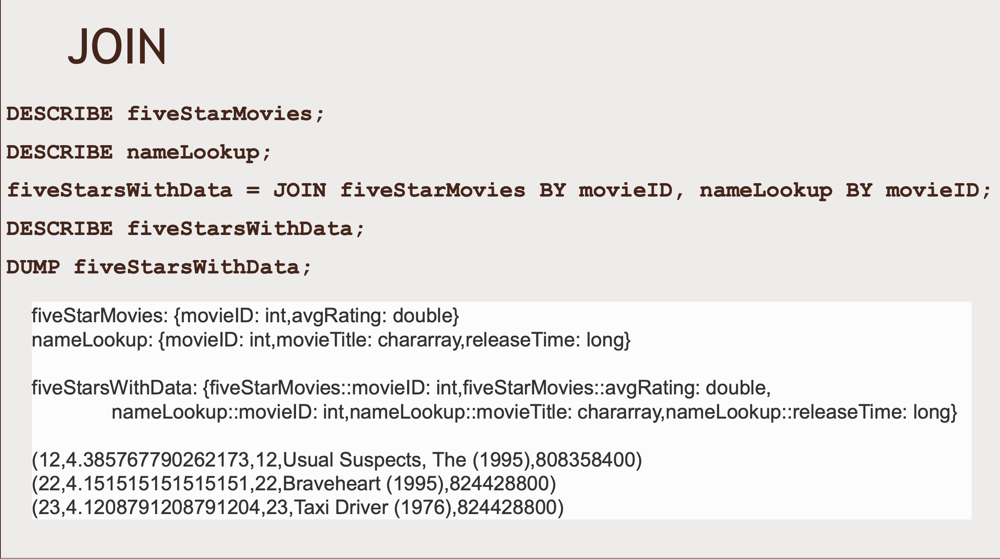 JOIN
DESCRIBE fiveStarMovies;
DESCRIBE nameLookup;
fiveStarsWithData = JOIN fiveStarMovies BY movieID, nameLookup BY movieID;
DESCRIBE fiveStarsWithData;
DUMP fiveStarsWithData;
fiveStarMovies: {movieID: int,avgRating: double}
nameLookup: {movieID: int,movieTitle: chararray,releaseTime: long}
fiveStarsWithData: {fiveStarMovies::movieID: int,fiveStarMovies::avgRating: double,
nameLookup::movieID: int,nameLookup::movieTitle: chararray,nameLookup::releaseTime: long}
(12,4.385767790262173,12,Usual Suspects, The (1995),808358400)
(22,4.151515151515151,22,Braveheart (1995),824428800)
(23,4.1208791208791204,23,Taxi Driver (1976),824428800)